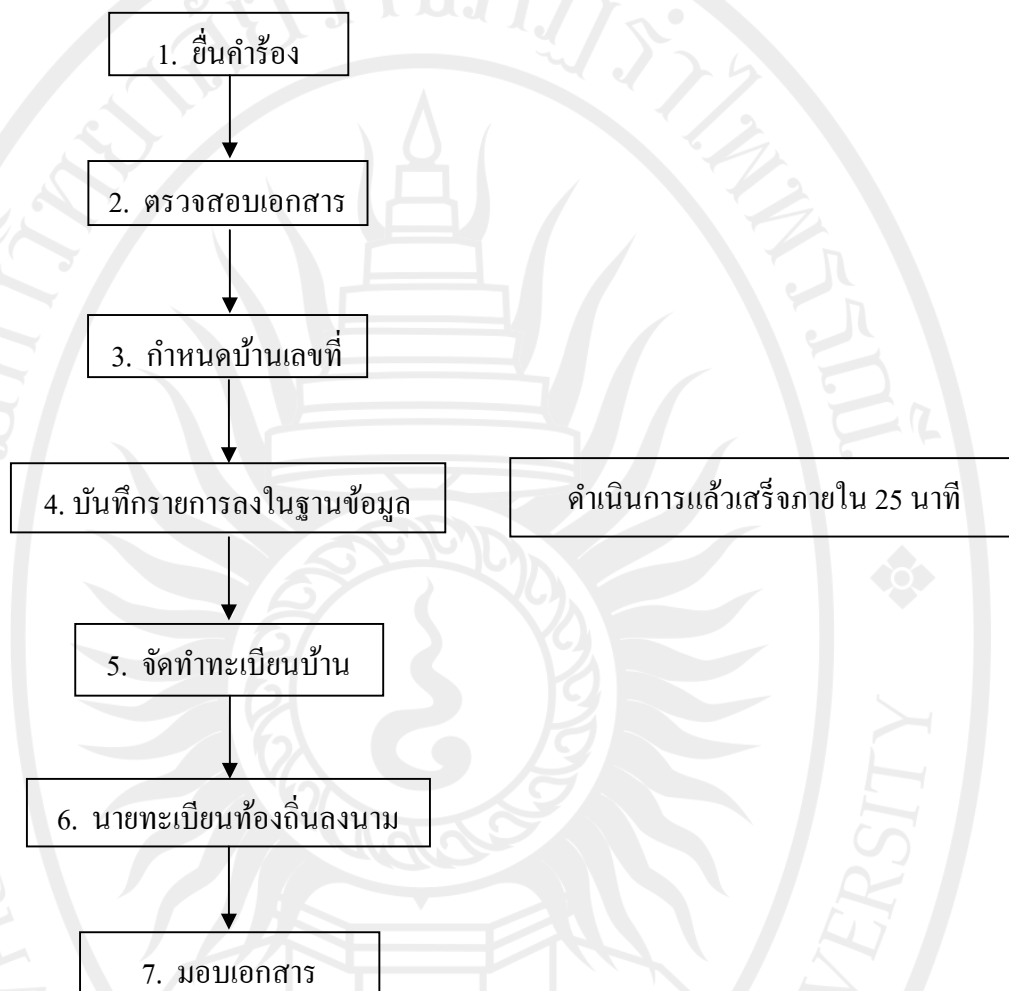 1. ยื่นคำร้อง
2. ตรวจสอบเอกสาร
3. กำหนดบ้านเลขที่
4. บันทึกรายการลงในฐานข้อมูล
ดำเนินการแล้วเสร็จภายใน 25 นาที
5. จัดทำทะเบียนบ้าน
6. นายทะเบียนท้องถิ่นลงนาม
7. มอบเอกสาร